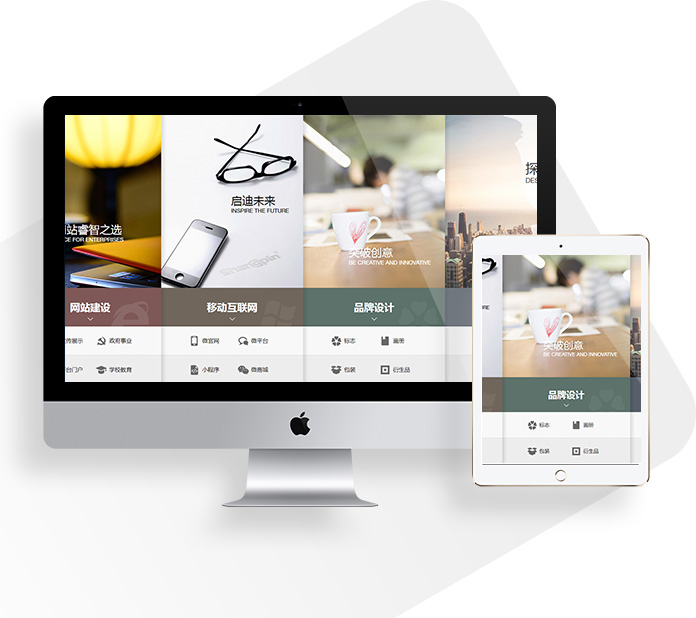 站睿智之选
CE FOR ENTERPRISES
启迪未来
INSPIRE THE FUTURE
突破创意
BE CREATIVE AND INNOVATIVE
探
DES
网站建设
移动互联网
品牌设计
传展示
政府事业
微官网
微平台
标志
画册
台门户
学校教育
小程序
微商城
包装
衍生品
突破创意
BE CREATIVE AND INNOVATIVE
品牌设计
标志
画册
包装
衍生品